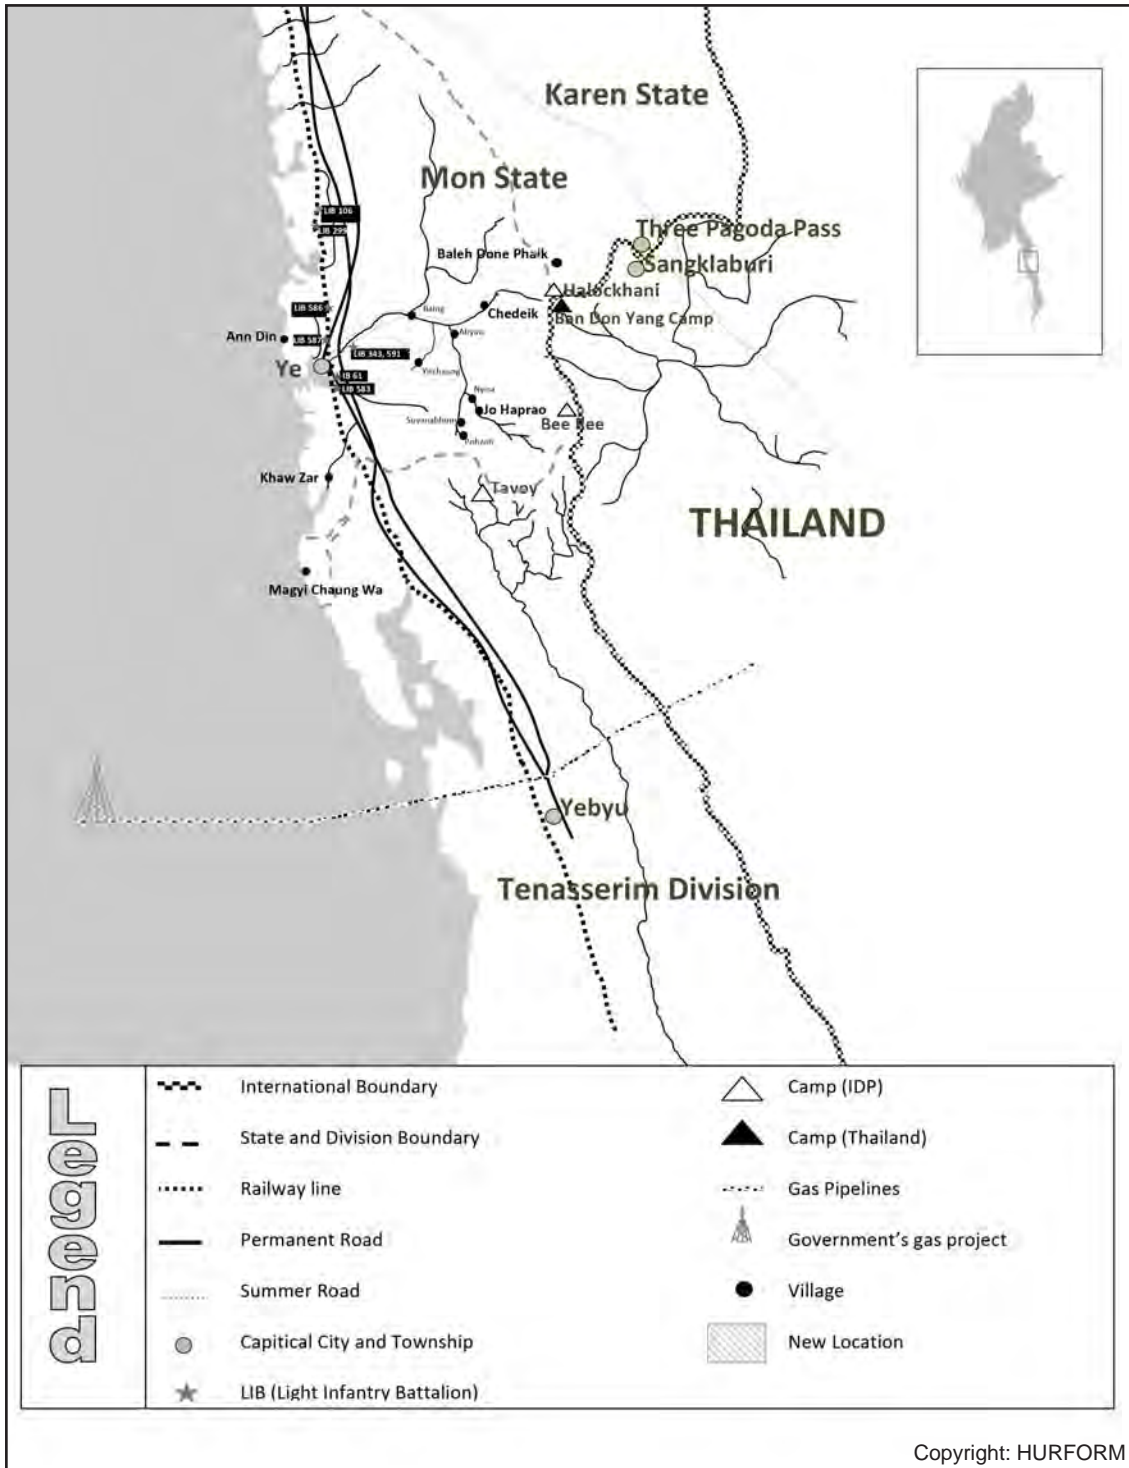 Karen State
Mon State
LIB 106
LIB 299
Three Pagoda Pass
Baleh Done Phaik
Sangklaburi
Halockhani
LIB 586
Chedeik
Ban Don Yang Camp
Ann Din
LIB 587
LIB 343, 591
Ye
LIB 583
Jo Haprao
Bee Ree
Khaw Zar
Tavoy
THAILAND
Magyi Chaung Wa
Yebyu
Tenasserim Division
Legend
International Boundary
State and Division Boundary
Railway line
Permanent Road
Summer Road
Capitical City and Township
LIB (Light Infantry Battalion)
Camp (IDP)
Camp (Thailand)
Gas Pipelines
Government's gas project
Village
New Location
Copyright: HURFORM